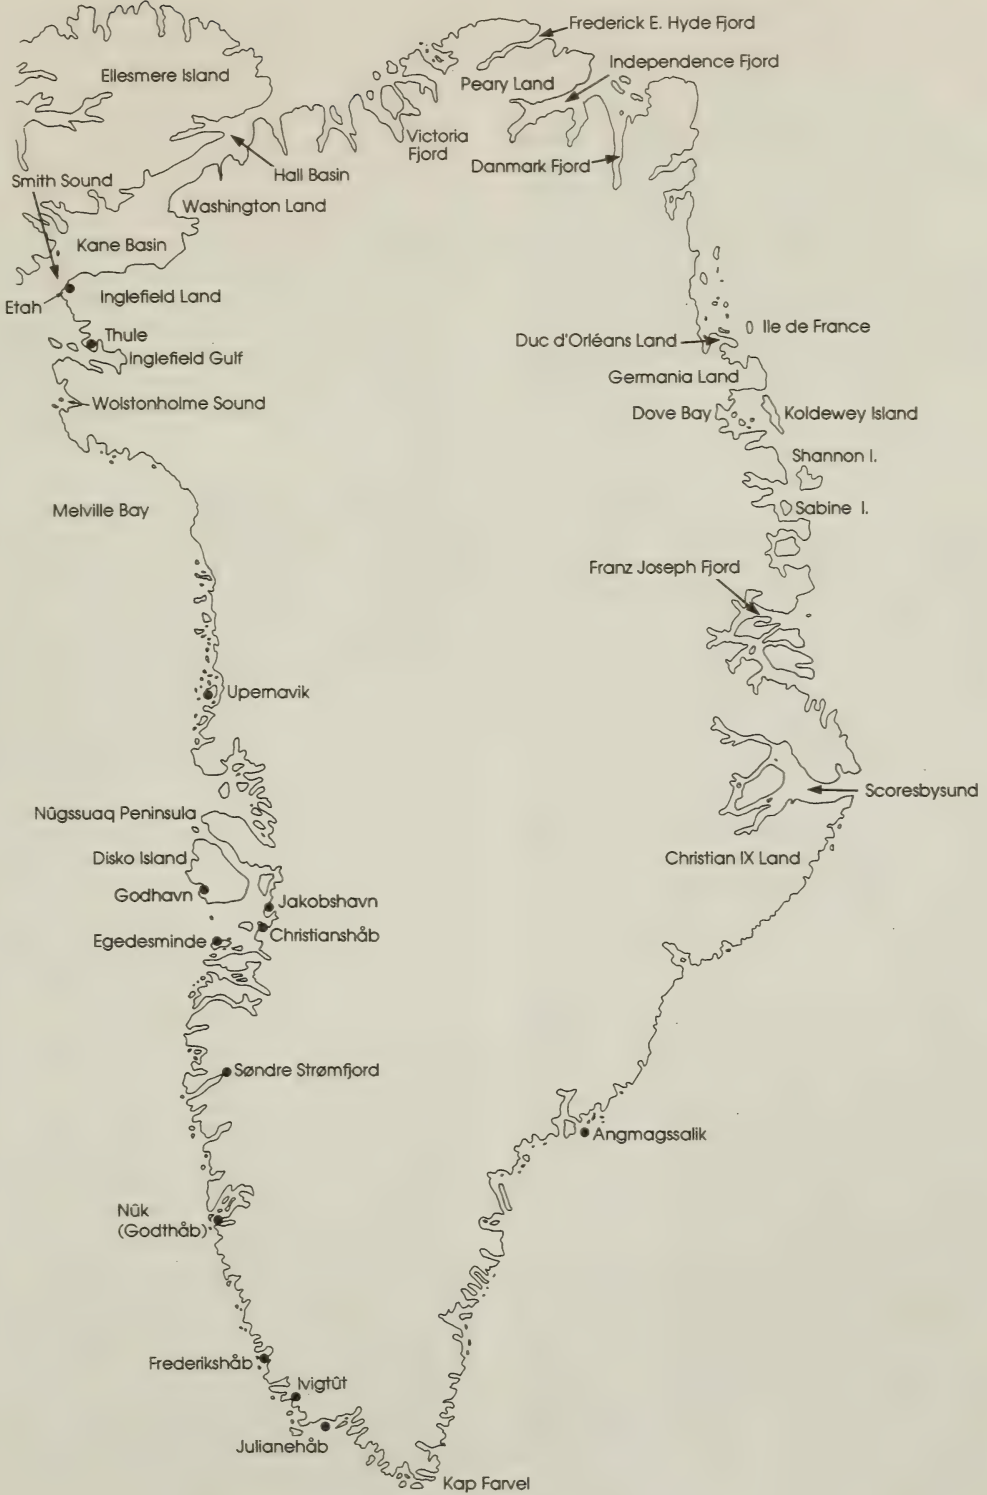 Frederick E. Hyde Fjord
Ellesmere Island
Independence Fjord
Peary Land
Victoria
Fjord
Danmark Fjord
Hall Basin
Smith Sound
Washington Land
Kane Basin
Inglefield Land
Etah
Thule
Inglefield Gulf
Ile de France
Duc d'Orléans Land
Germania Land
Wolstonholme Sound
Dove Bay
Koldewey Island
Shannon I.
Melville Bay
Sabine I.
Franz Joseph Fjord
Upernavik
Scoresbysund
Nûgssuaq Peninsula
Disko Island
Christian IX Land
Godhavn
Jakobshavn
Christianshåb
Egedesminde
Søndre Strømfjord
Angmagssalik
Nûk
(Godthåb)
Frederikshåb
Ivigtût
Julianehåb
Kap Farvel